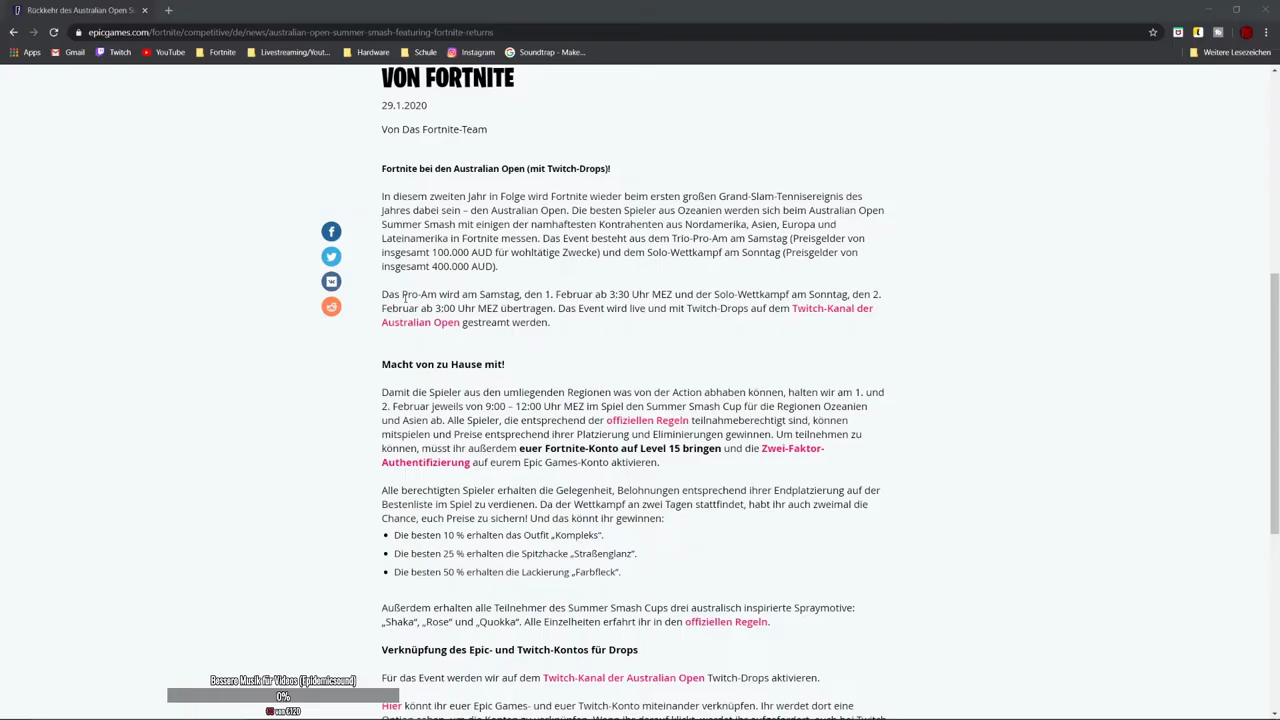 Rückkehr des Australian Open S
epicgames.com/fortnite/competitive/de/news/australian-open-summer-smash-featuring-fortnite-returns
Apps Gmail Twitch YouTube Fortnite Livestreaming/Yout... Hardware Schule Instagram Soundtrap - Make... Weitere Lesezeichen
VON FORTNITE
29.1.2020
Von Das Fortnite-Team
Fortnite bei den Australian Open (mit Twitch-Drops)!
In diesem zweiten Jahr in Folge wird Fortnite wieder beim ersten großen Grand-Slam-Tennisereignis des
Jahres dabei sein – den Australian Open. Die besten Spieler aus Ozeanien werden sich beim Australian Open
Summer Smash mit einigen der namhaftesten Kontrahenten aus Nordamerika, Asien, Europa und
Lateinamerika in Fortnite messen. Das Event besteht aus dem Trio-Pro-Am am Samstag (Preisgelder von
insgesamt 100.000 AUD für wohltätige Zwecke) und dem Solo-Wettkampf am Sonntag (Preisgelder von
insgesamt 400.000 AUD).
Das Pro-Am wird am Samstag, den 1. Februar ab 3:30 Uhr MEZ und der Solo-Wettkampf am Sonntag, den 2.
Februar ab 3:00 Uhr MEZ übertragen. Das Event wird live und mit Twitch-Drops auf dem Twitch-Kanal der
Australian Open gestreamt werden.
Macht von zu Hause mit!
Damit die Spieler aus den umliegenden Regionen was von der Action abhaben können, halten wir am 1. und
2. Februar jeweils von 9:00 – 12:00 Uhr MEZ im Spiel den Summer Smash Cup für die Regionen Ozeanien
und Asien ab. Alle Spieler, die entsprechend der offiziellen Regeln teilnahmeberechtigt sind, können
mitspielen und Preise entsprechend ihrer Platzierung und Eliminierungen gewinnen. Um teilnehmen zu
können, müsst ihr außerdem euer Fortnite-Konto auf Level 15 bringen und die Zwei-Faktor-
Authentifizierung auf eurem Epic Games-Konto aktivieren.
Alle berechtigten Spieler erhalten die Gelegenheit, Belohnungen entsprechend ihrer Endplatzierung auf der
Bestenliste im Spiel zu verdienen. Da der Wettkampf an zwei Tagen stattfindet, habt ihr auch zweimal die
Chance, euch Preise zu sichern! Und das könnt ihr gewinnen:
• Die besten 10 % erhalten das Outfit „Kompleks“.
• Die besten 25 % erhalten die Spitzhacke „Straßenglanz“.
• Die besten 50 % erhalten die Lackierung „Farbfleck“.
Außerdem erhalten alle Teilnehmer des Summer Smash Cups drei australisch inspirierte Spraymotive:
„Shaka“, „Rose“ und „Quokka“. Alle Einzelheiten erfahrt ihr in den offiziellen Regeln.
Verknüpfung des Epic- und Twitch-Kontos für Drops
Für das Event werden wir auf dem Twitch-Kanal der Australian Open Twitch-Drops aktivieren.
Bessere Musik für Videos (Epidemicsound)
0%
€0 von €120
Hier könnt ihr euer Epic Games- und euer Twitch-Konto miteinander verknüpfen. Ihr werdet dort eine